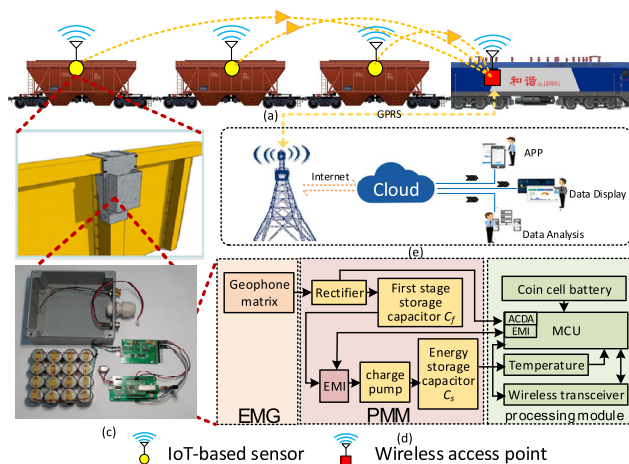 (a)
和谐
GPRS
Internet
Cloud
APP
Data Display
Data Analysis
(e)
Geophone
matrix
Rectifier
First stage
storage
capacitor Cf
EMI
charge
pump
Energy
storage
capacitor
Cs
Coin cell battery
ACDA
EMI
MCU
Temperature
Wireless transceiver
EMG
PMM
processing module
(c)
(d)
IoT-based sensor
Wireless access point